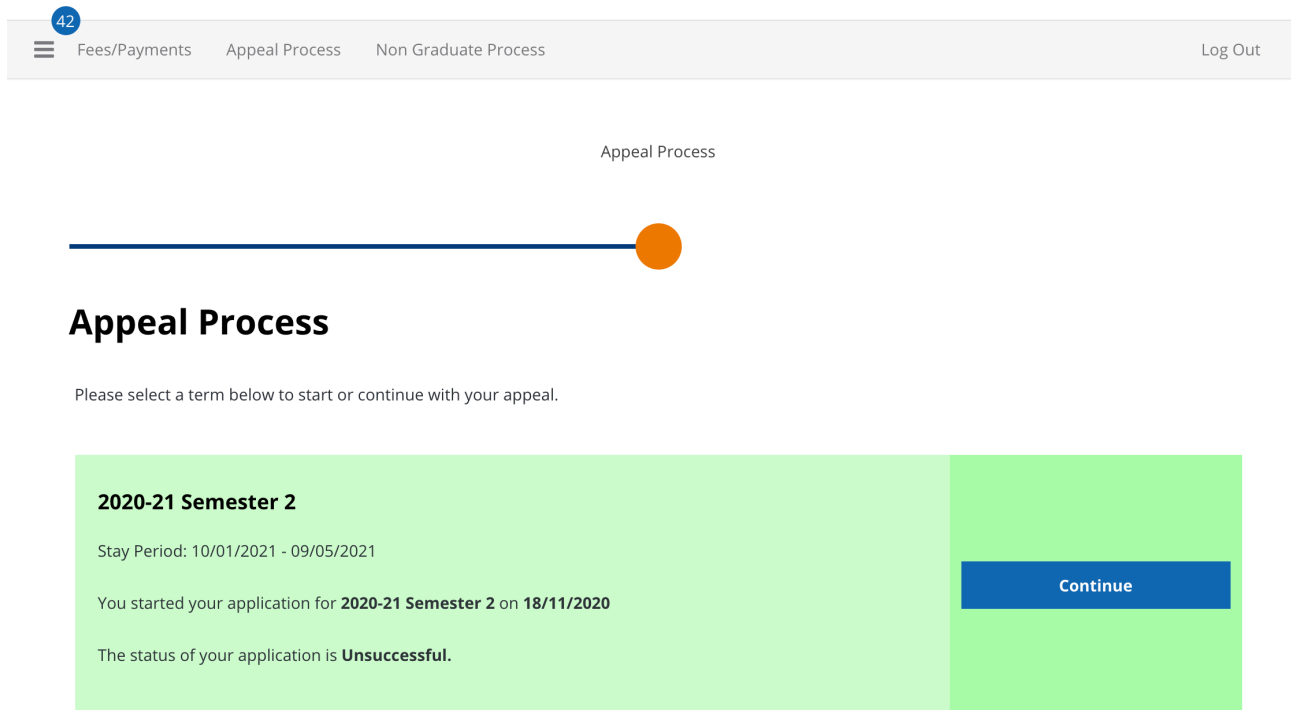 42
Fees/Payments Appeal Process Non Graduate Process Log Out
Appeal Process
Appeal Process
Please select a term below to start or continue with your appeal.
2020-21 Semester 2
Stay Period: 10/01/2021 - 09/05/2021
Continue
You started your application for 2020-21 Semester 2 on 18/11/2020
The status of your application is Unsuccessful.